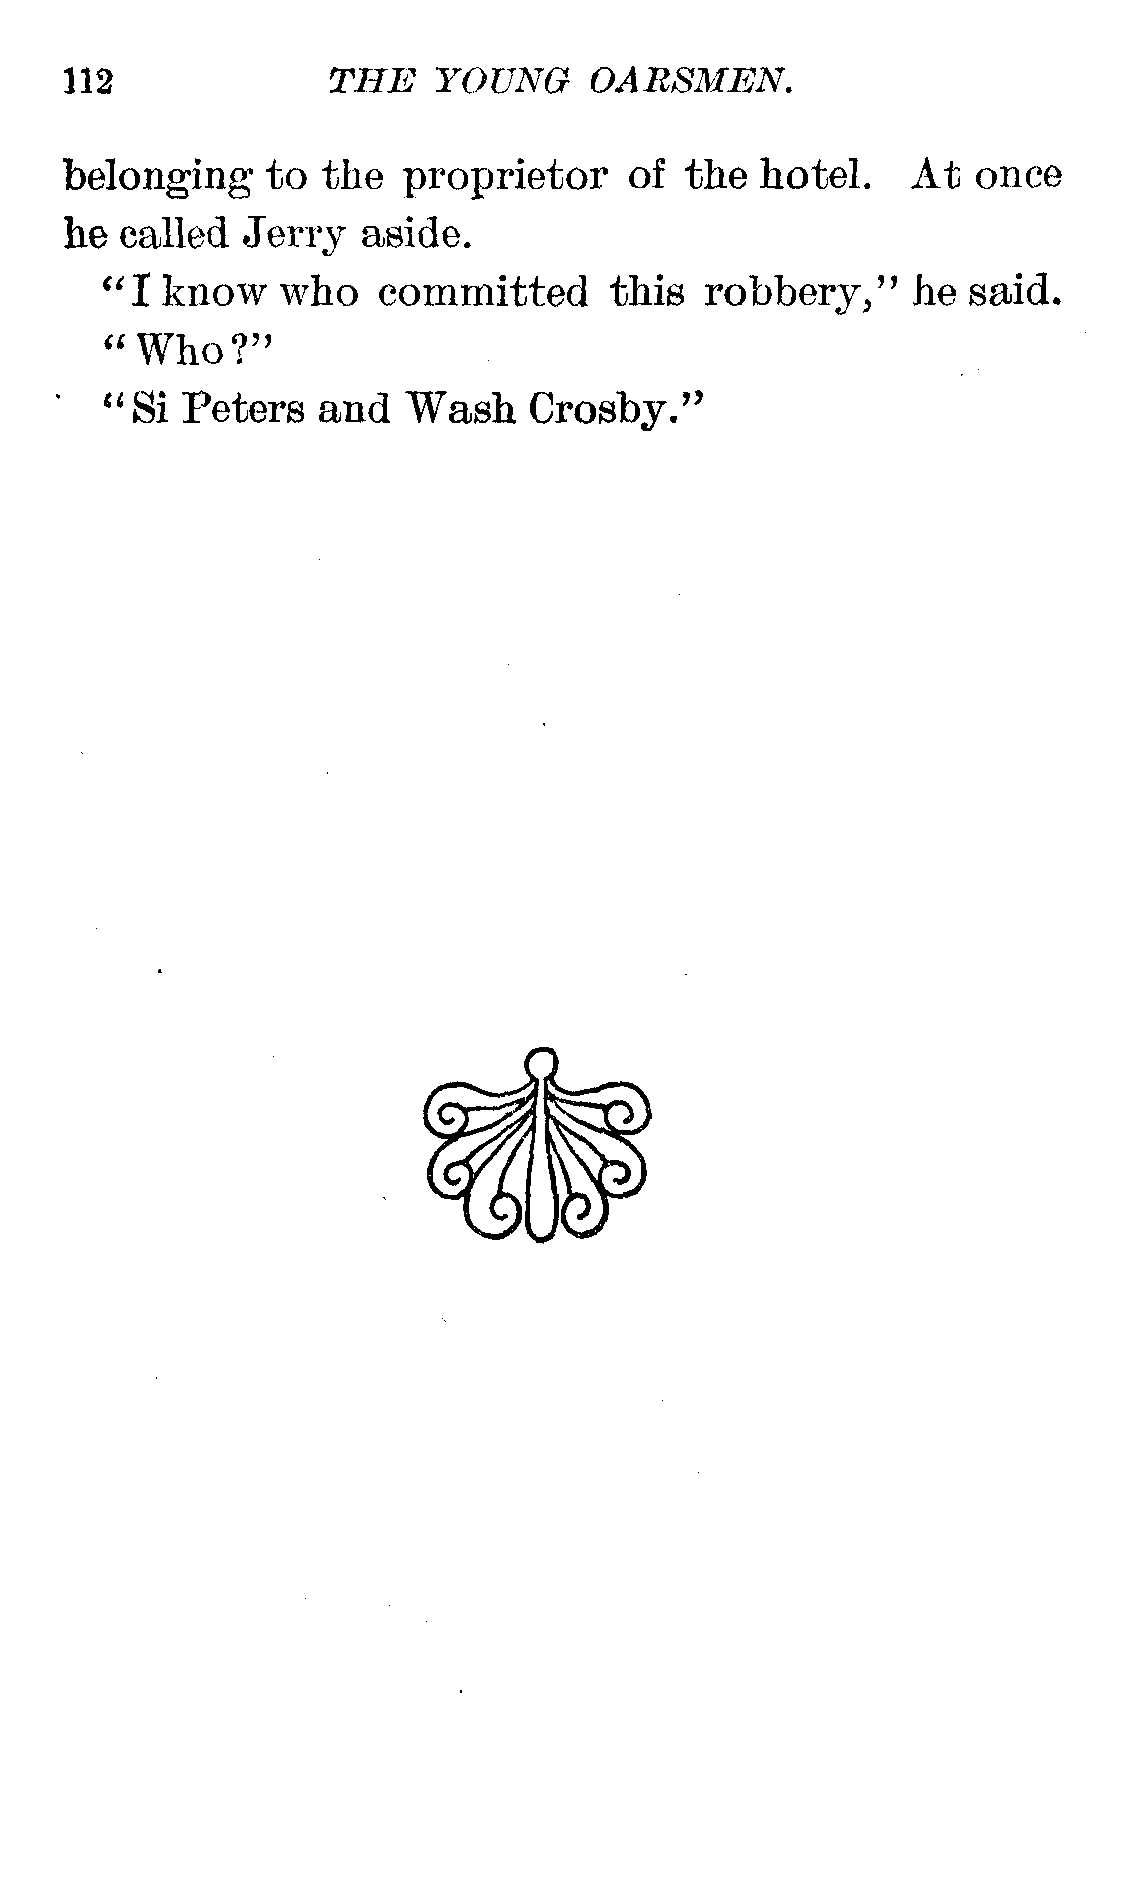 112 THE YOUNG OARSMEN.
belonging to the proprietor of the hotel. At once
he called Jerry aside.
"I know who committed this robbery," he said.
"Who?"
"Si Peters and Wash Crosby."